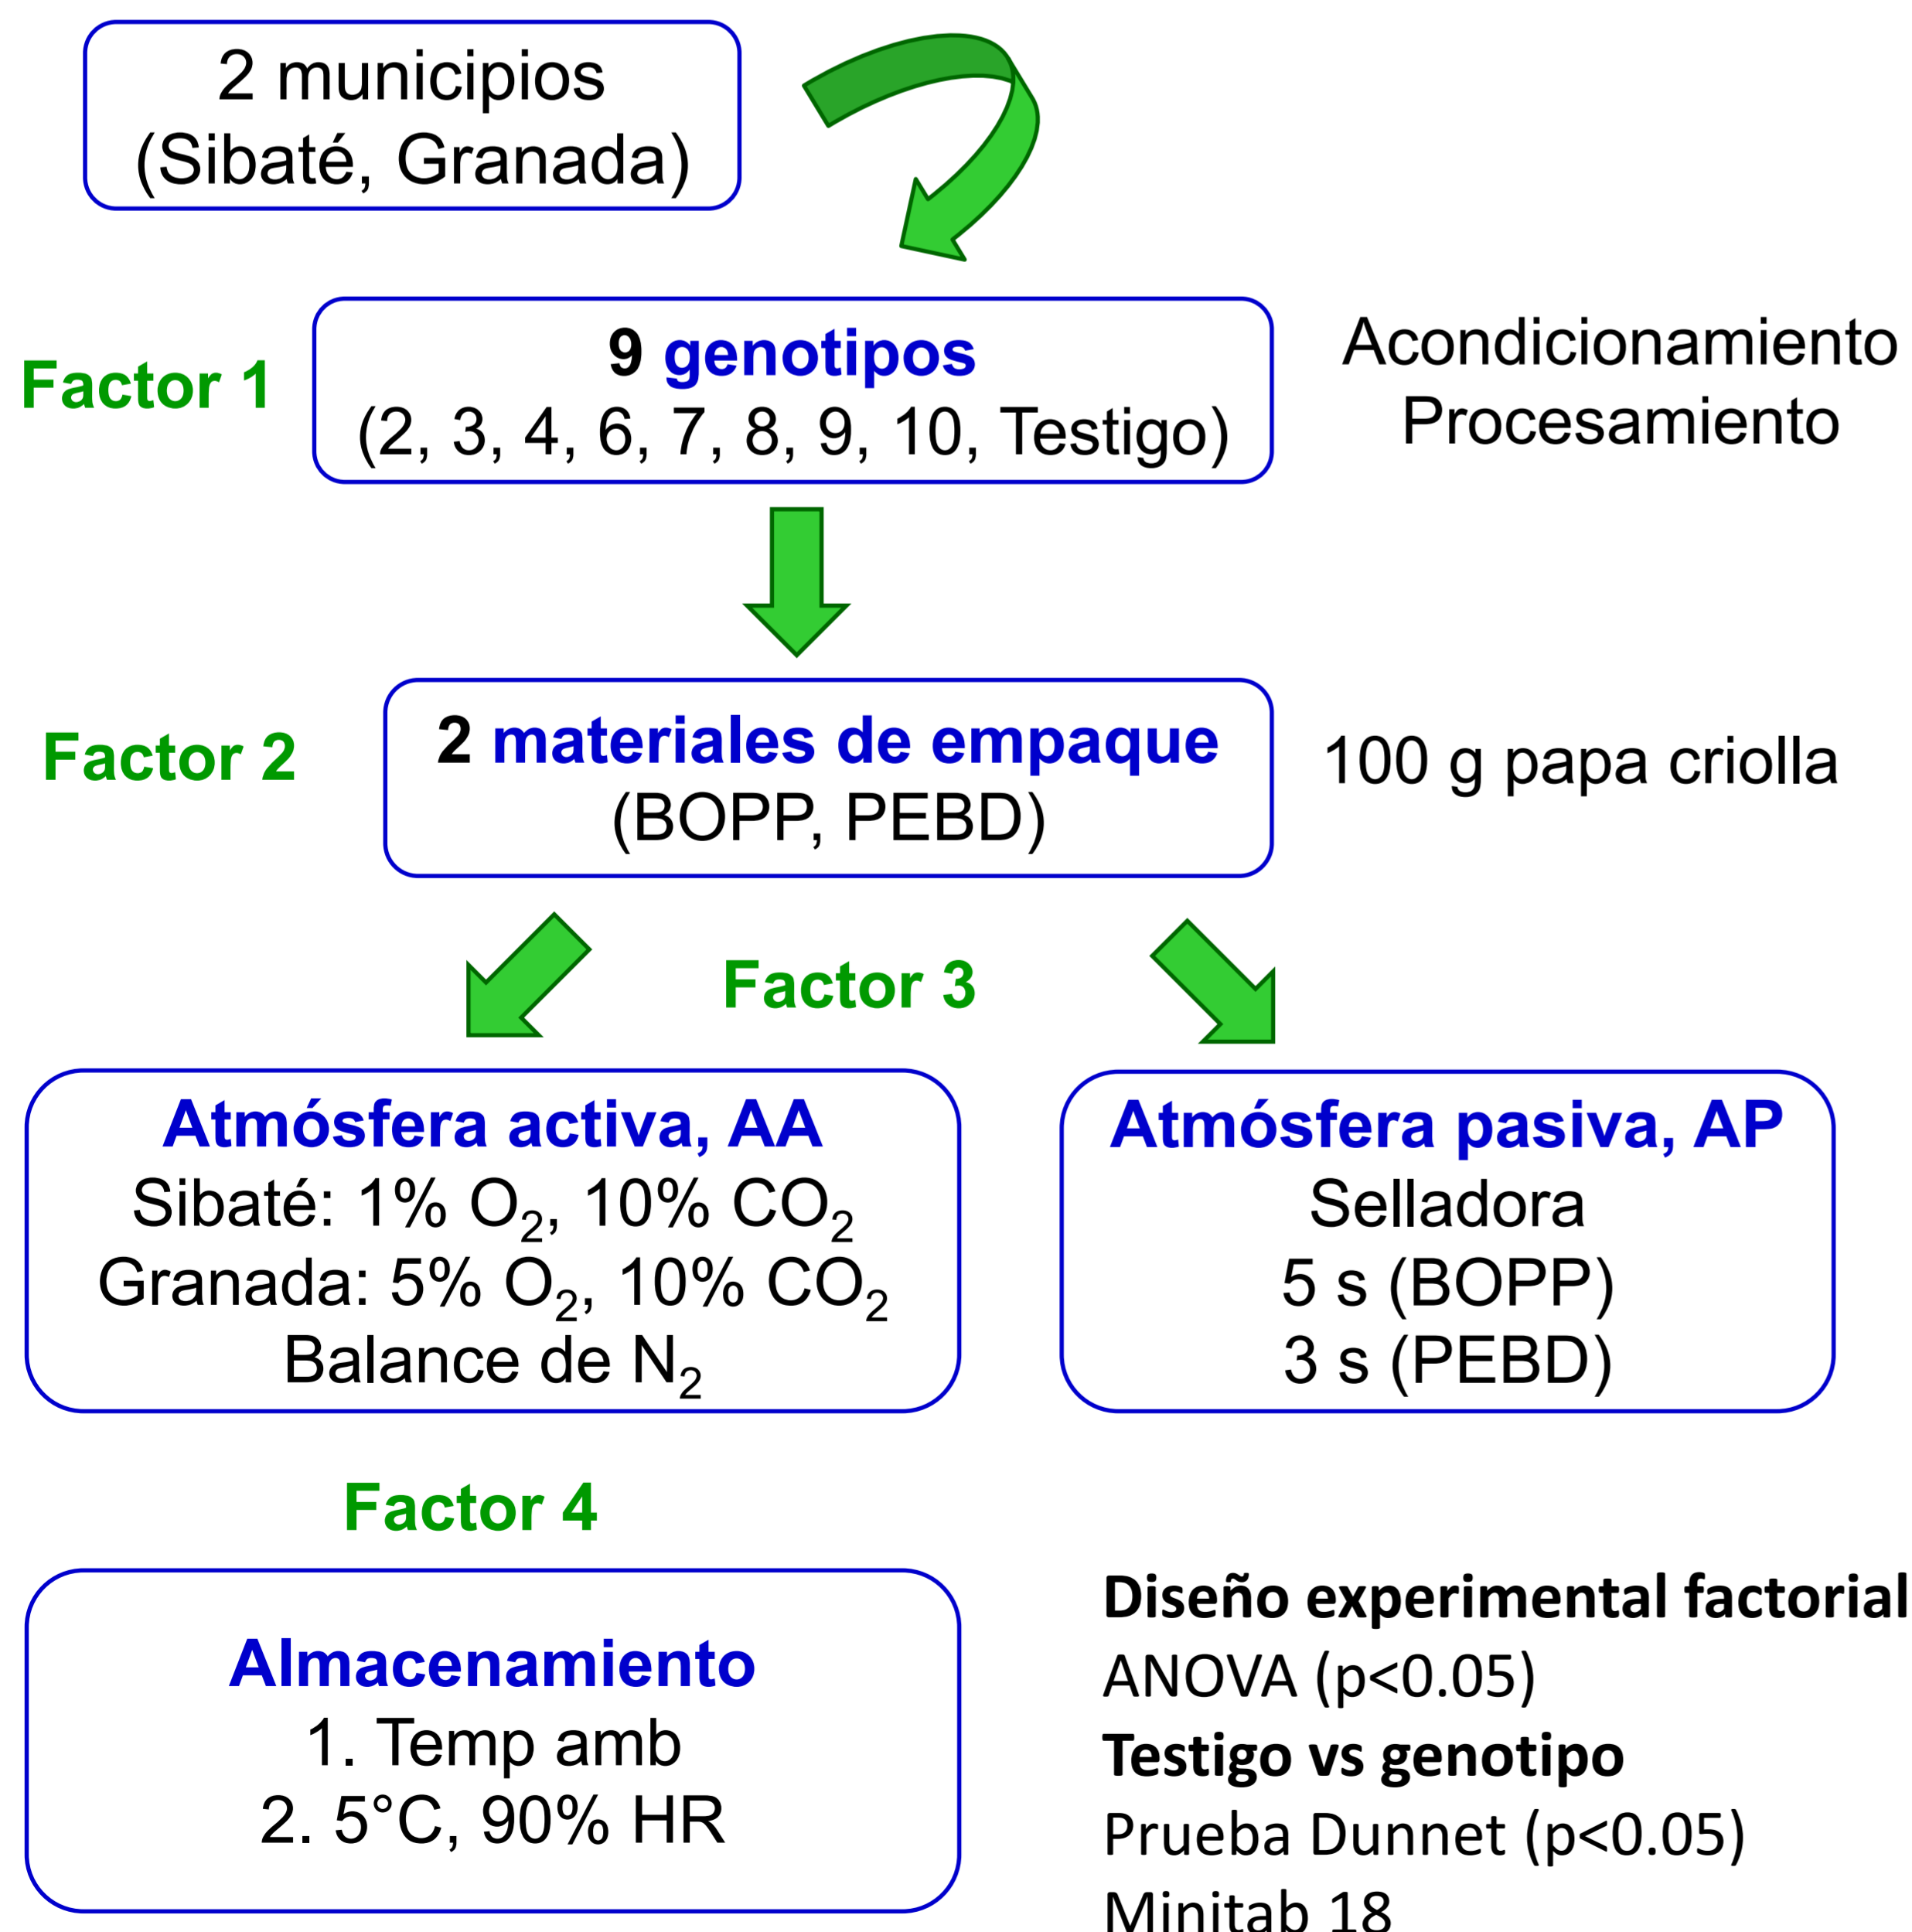 2 municipios
(Sibaté, Granada)
Factor 1
9 genotipos
(2, 3, 4, 6, 7, 8, 9, 10, Testigo)
Acondicionamiento
Procesamiento
Factor 2
2 materiales de empaque
(BOPP, PEBD)
100 g papa criolla
Factor 3
Atmósfera activa, AA
Sibaté: 1% O₂, 10% CO₂
Granada: 5% O₂, 10% CO₂
Balance de N₂
Atmósfera pasiva, AP
Selladora
5 s (BOPP)
3 s (PEBD)
Factor 4
Almacenamiento
1. Temp amb
2. 5°C, 90% HR
Diseño experimental factorial
ANOVA (p<0.05)
Testigo vs genotipo
Prueba Dunnet (p<0.05)
Minitab 18